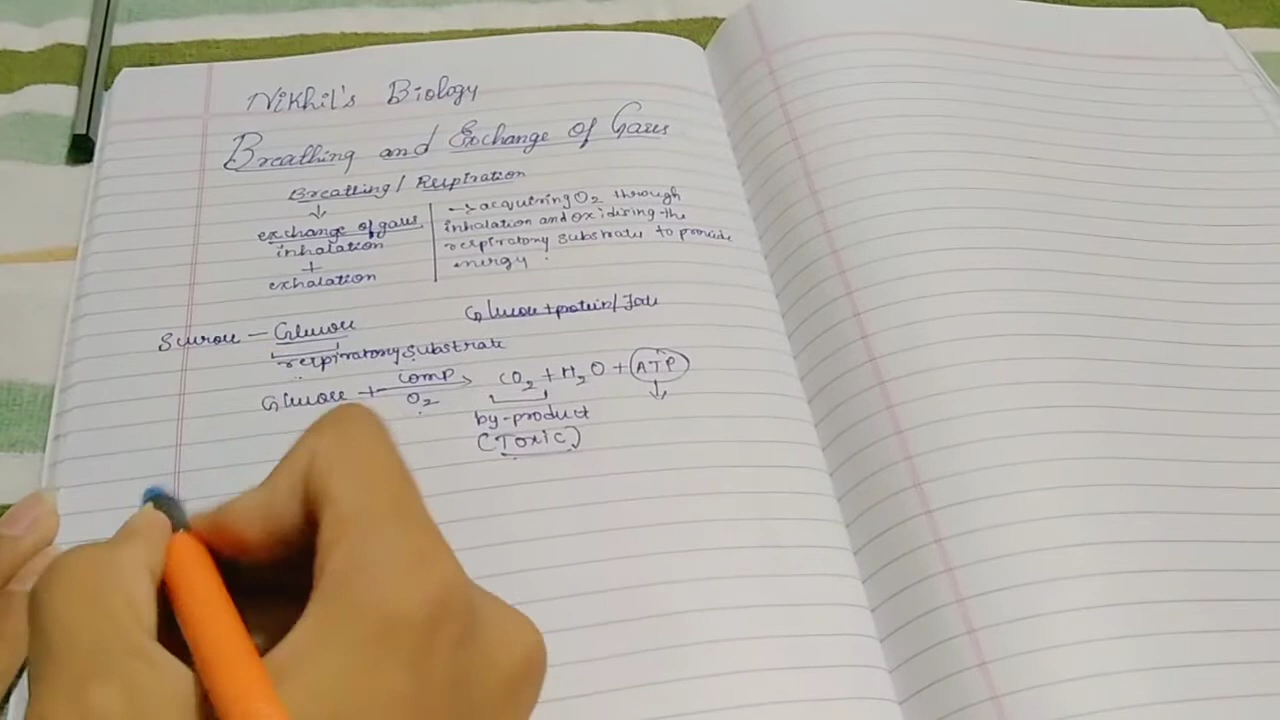 Nikhil's Biology
Breathing and Exchange of Gases
Breathing / Respiration
↓
exchange of gases
inhalation
+
exhalation
→ acquiring O2 through
inhalation and oxidising the
respiratory substrate to provide
energy.
Glucose + protein / Fats
Sucrose – Glucose
respiratory substrate
Glucose + comp O2 → CO2 + H2O + ATP
↓
by-product
(Toxic)